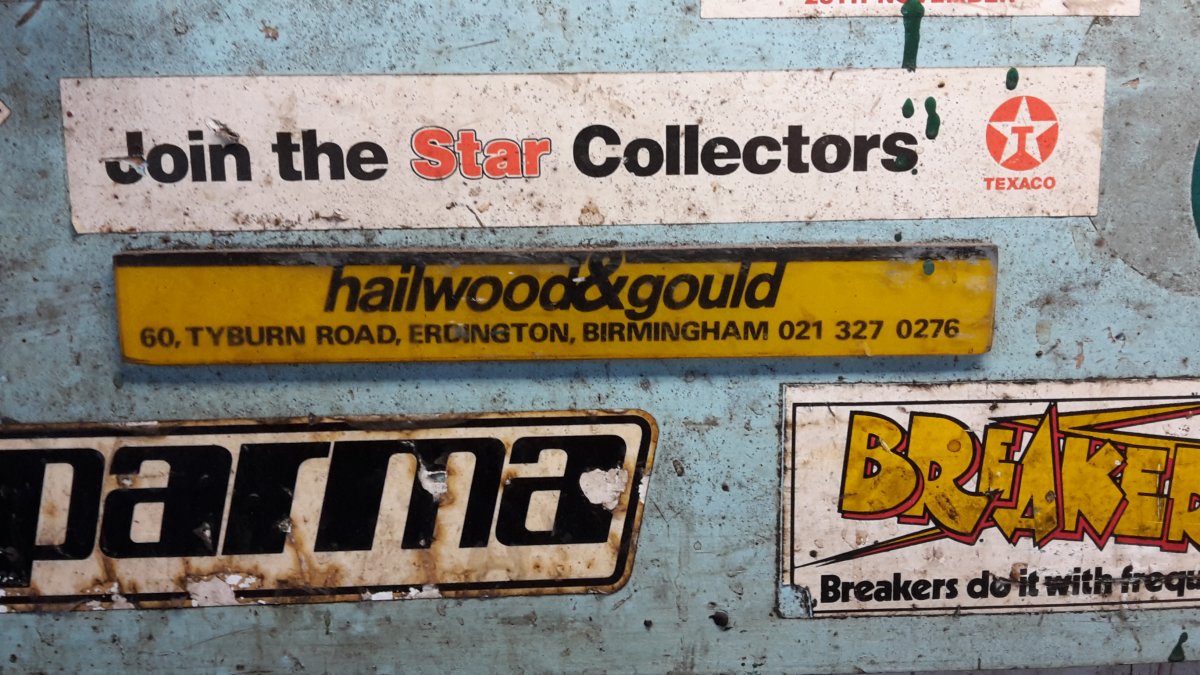 Join the Star Collectors
T
TEXACO
hailwood&gould
60, TYBURN ROAD, ERDINGTON, BIRMINGHAM 021 327 0276
parma
BREAKER
Breakers do it with frequ